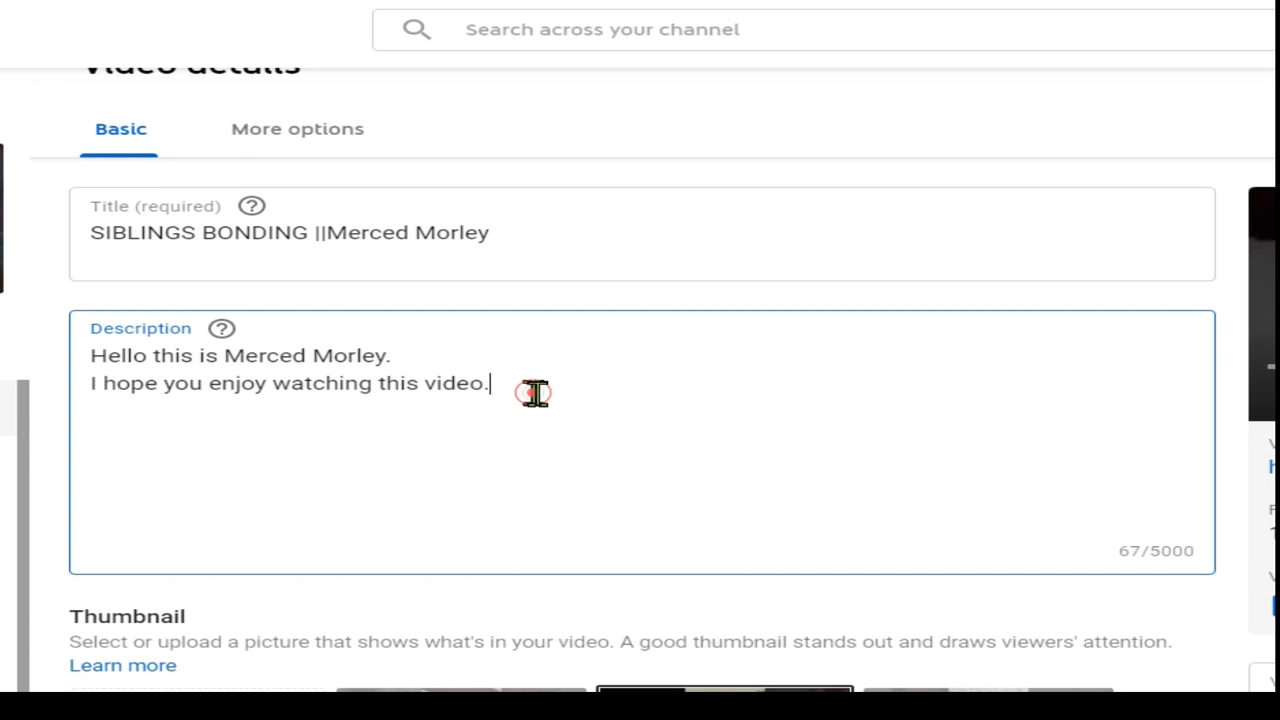 Search across your channel
Video details
Basic
More options
Title (required)
SIBLINGS BONDING ||Merced Morley
Description
Hello this is Merced Morley.
I hope you enjoy watching this video.
67/5000
Thumbnail
Select or upload a picture that shows what's in your video. A good thumbnail stands out and draws viewers' attention.
Learn more